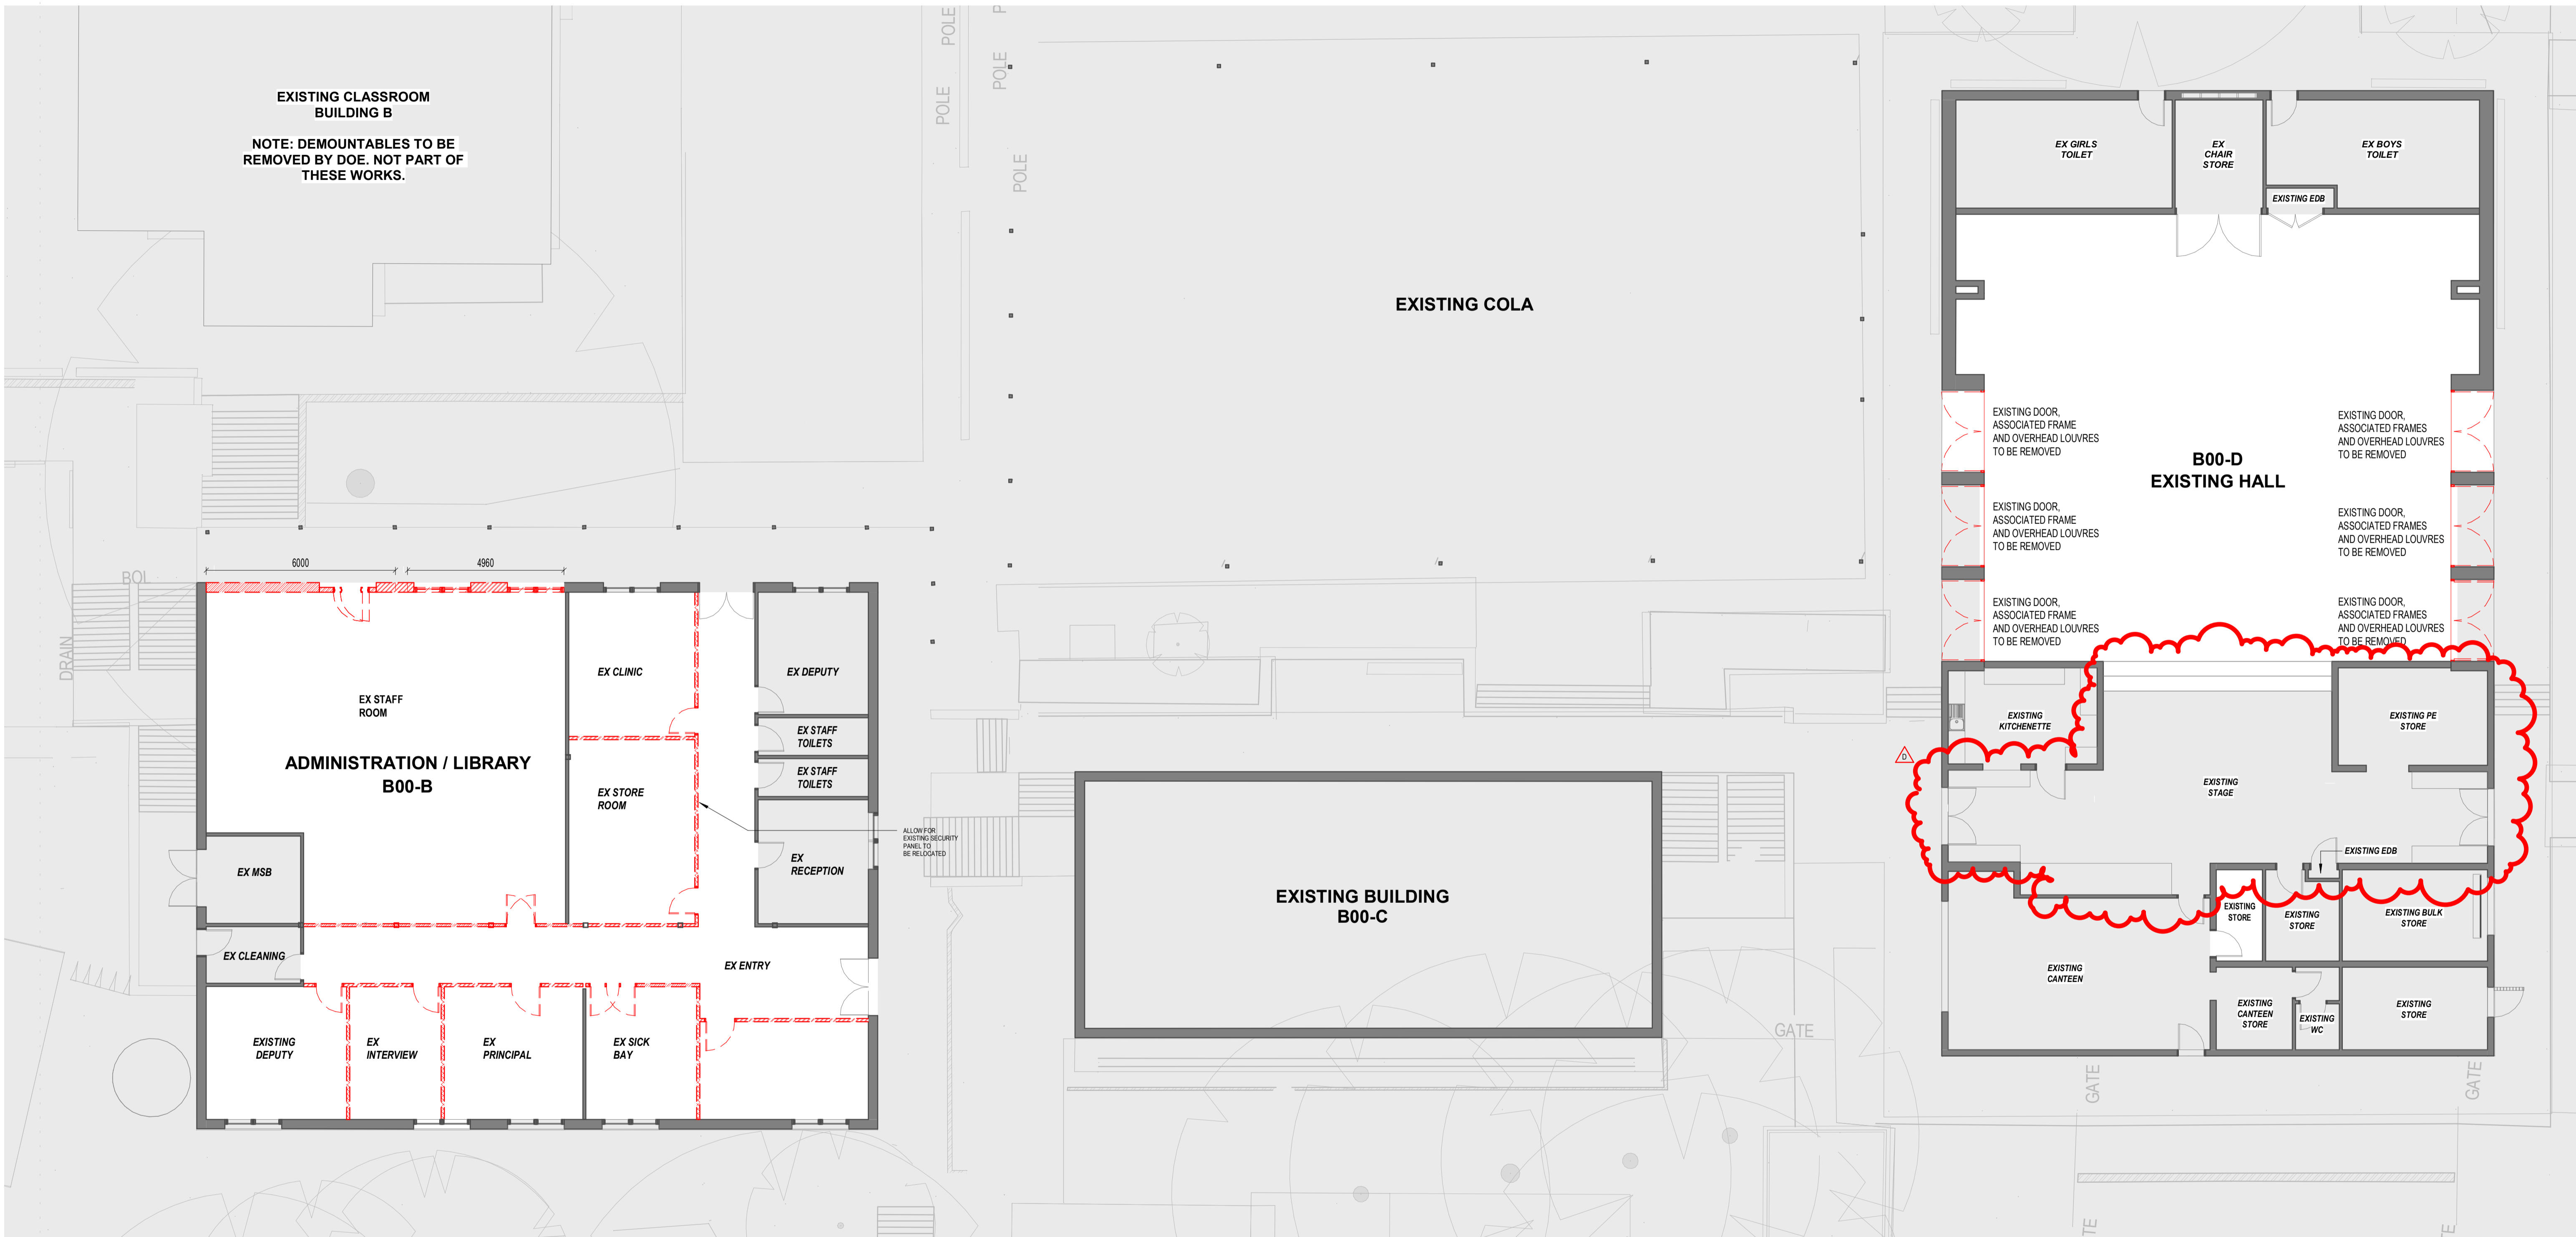 EXISTING CLASSROOM
BUILDING B
NOTE: DEMOUNTABLES TO BE
REMOVED BY DOE. NOT PART OF
THESE WORKS.
POLE
POLE
POLE
POLE
EXISTING COLA
EX GIRLS
TOILET
EX
CHAIR
STORE
EX BOYS
TOILET
EXISTING EDB
EXISTING DOOR,
ASSOCIATED FRAME
AND OVERHEAD LOUVRES
TO BE REMOVED
EXISTING DOOR,
ASSOCIATED FRAMES
AND OVERHEAD LOUVRES
TO BE REMOVED
B00-D
EXISTING HALL
EXISTING DOOR,
ASSOCIATED FRAME
AND OVERHEAD LOUVRES
TO BE REMOVED
EXISTING DOOR,
ASSOCIATED FRAMES
AND OVERHEAD LOUVRES
TO BE REMOVED
EXISTING DOOR,
ASSOCIATED FRAME
AND OVERHEAD LOUVRES
TO BE REMOVED
EXISTING DOOR,
ASSOCIATED FRAMES
AND OVERHEAD LOUVRES
TO BE REMOVED
6000
4960
BOL
DRAIN
EX STAFF
ROOM
ADMINISTRATION / LIBRARY
B00-B
EX CLINIC
EX DEPUTY
EX STAFF
TOILETS
EX STAFF
TOILETS
EX STORE
ROOM
EX
RECEPTION
ALLOW FOR
EXISTING SECURITY
PANEL TO
BE RELOCATED
EX MSB
EX CLEANING
EX ENTRY
EXISTING
DEPUTY
EX
INTERVIEW
EX
PRINCIPAL
EX SICK
BAY
EXISTING BUILDING
B00-C
GATE
D
EXISTING
KITCHENETTE
EXISTING PE
STORE
EXISTING
STAGE
EXISTING EDB
EXISTING
STORE
EXISTING
STORE
EXISTING BULK
STORE
EXISTING
CANTEEN
EXISTING
CANTEEN
STORE
EXISTING
WC
EXISTING
STORE
GATE
GATE